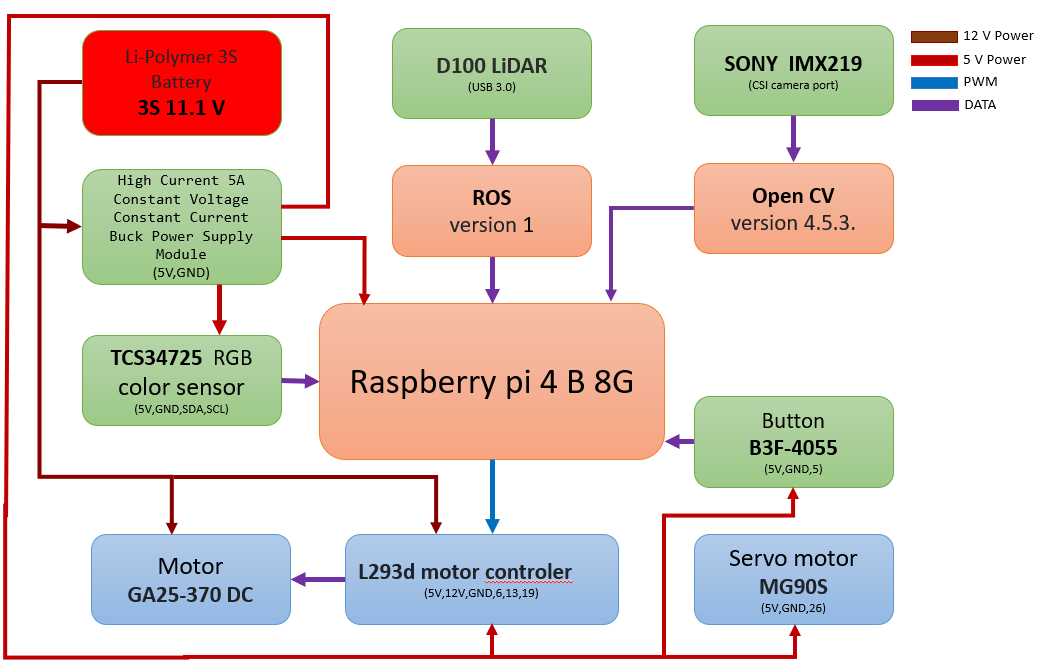 Li-Polymer 3S
Battery
3S 11.1 V
D100 LiDAR
(USB 3.0)
SONY IMX219
(CSI camera port)
12 V Power
5 V Power
PWM
DATA
High Current 5A
Constant Voltage
Constant Current
Buck Power Supply
Module
(5V,GND)
ROS
version 1
Open CV
version 4.5.3.
TCS34725 RGB
color sensor
(5V,GND,SDA,SCL)
Raspberry pi 4 B 8G
Button
B3F-4055
(5V,GND,5)
Motor
GA25-370 DC
L293d motor controler
(5V,12V,GND,6,13,19)
Servo motor
MG90S
(5V,GND,26)